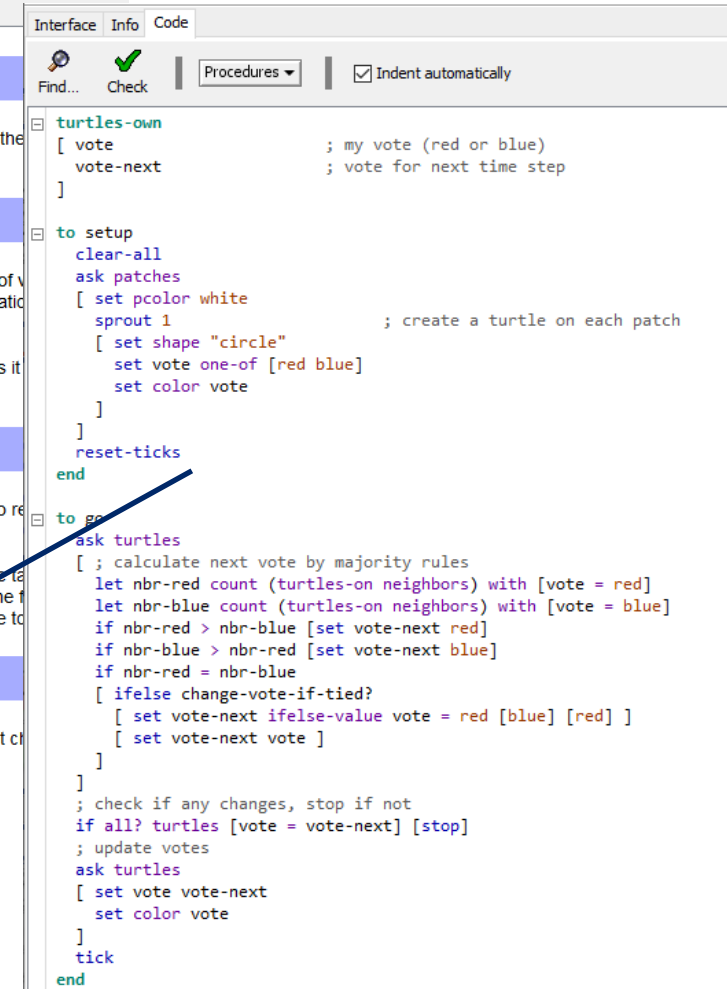 Interface Info Code
Find... Check Procedures Indent automatically
turtles-own
[ vote ; my vote (red or blue)
vote-next ; vote for next time step
]
to setup
clear-all
ask patches
[ set pcolor white
sprout 1 ; create a turtle on each patch
[ set shape "circle"
set vote one-of [red blue]
set color vote
]
]
reset-ticks
end
to go
ask turtles
[ ; calculate next vote by majority rules
let nbr-red count (turtles-on neighbors) with [vote = red]
let nbr-blue count (turtles-on neighbors) with [vote = blue]
if nbr-red > nbr-blue [set vote-next red]
if nbr-blue > nbr-red [set vote-next blue]
if nbr-red = nbr-blue
[ ifelse change-vote-if-tied?
[ set vote-next ifelse-value vote = red [blue] [red] ]
[ set vote-next vote ]
]
]
; check if any changes, stop if not
if all? turtles [vote = vote-next] [stop]
; update votes
ask turtles
[ set vote vote-next
set color vote
]
tick
end